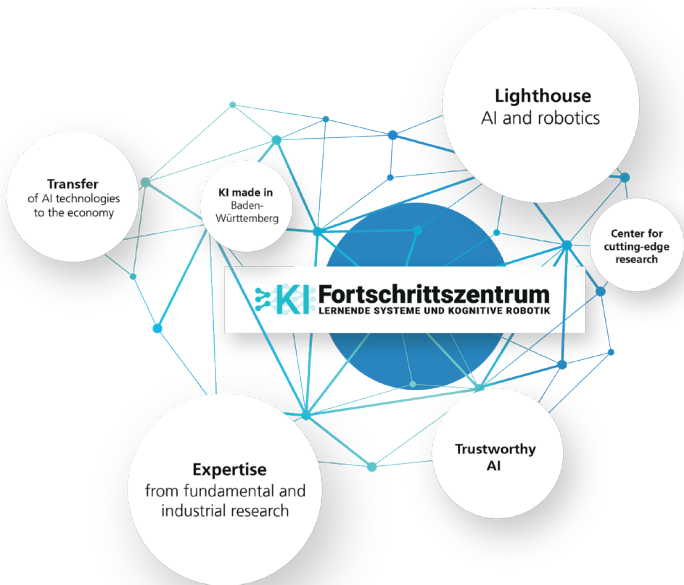 Lighthouse
AI and robotics
Transfer
of AI technologies
to the economy
KI made in
Baden-
Württemberg
Center for
cutting-edge
research
KI Fortschrittszentrum
LERNENDE SYSTEME UND KOGNITIVE ROBOTIK
Trustworthy
AI
Expertise
from fundamental and
industrial research